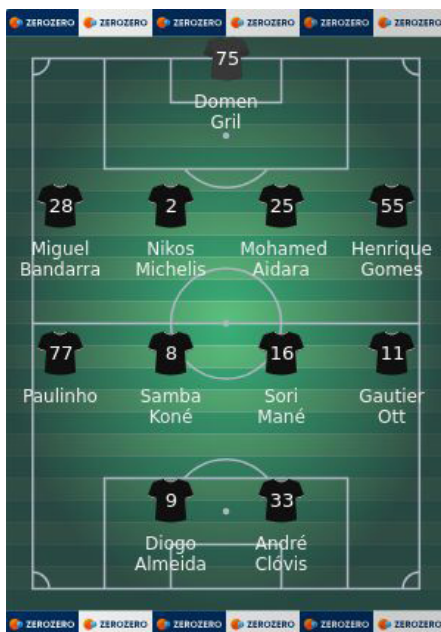 ZEROZERO ZEROZERO ZEROZERO ZEROZERO ZEROZERO ZEROZERO
75
Domen
Gril
28 2 25 55
Miguel Nikos Mohamed Henrique
Bandarra Michelis Aidara Gomes
77 8 16 11
Paulinho Samba Sori Gautier
Koné Mané Ott
9 33
Diogo André
Almeida Clóvis
ZEROZERO ZEROZERO ZEROZERO ZEROZERO ZEROZERO ZEROZERO